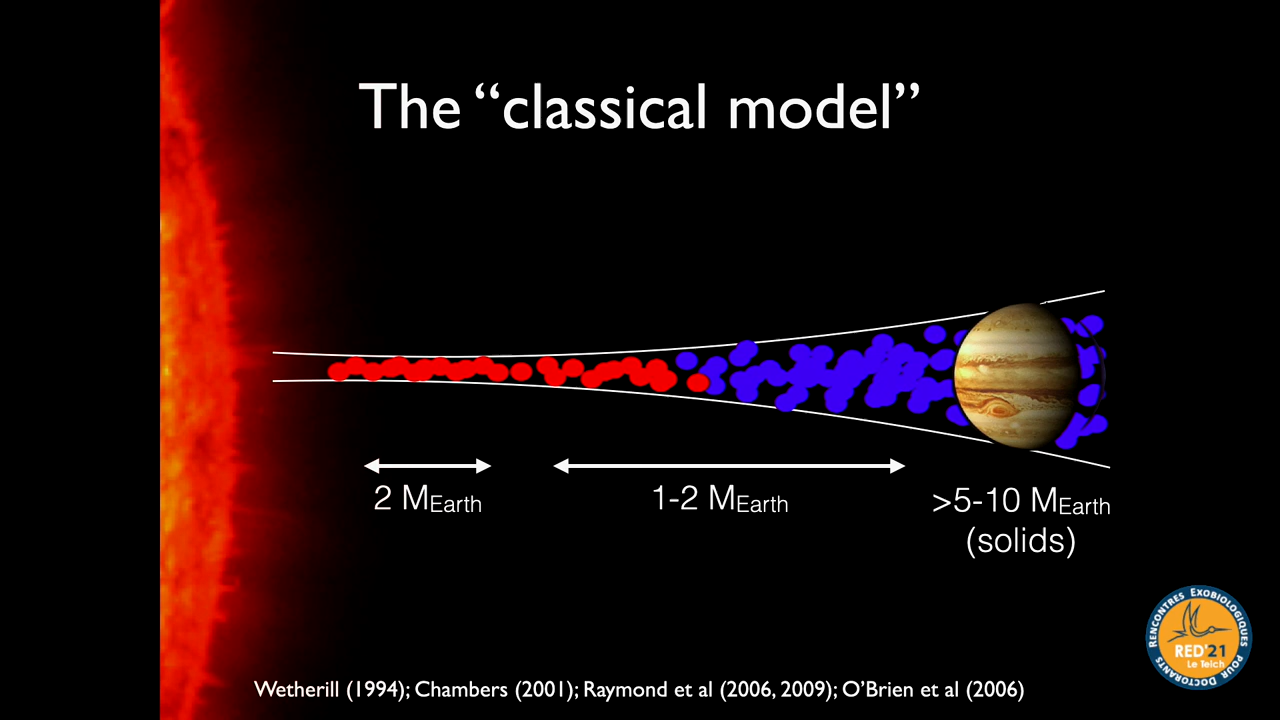 The “classical model”
2 MEarth
1-2 MEarth
>5-10 MEarth
(solids)
RENCONTRES EXOBIOLOGIQUES POUR DOCTORANTS
RED'21
Le Teich
Wetherill (1994); Chambers (2001); Raymond et al (2006, 2009); O’Brien et al (2006)